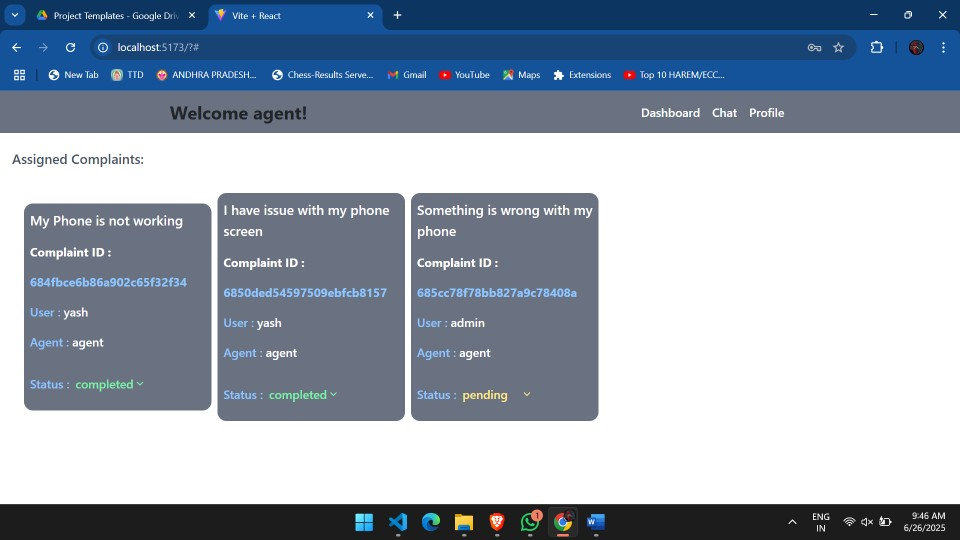 Project Templates - Google Driv
Vite + React
localhost:5173/?#
New Tab
TTD
ANDHRA PRADESH...
Chess-Results Serve...
Gmail
YouTube
Maps
Extensions
Top 10 HAREM/ECC...
Welcome agent!
Dashboard
Chat
Profile
Assigned Complaints:
My Phone is not working
Complaint ID :
684fbce6b86a902c65f32f34
User : yash
Agent : agent
Status : completed
I have issue with my phone
screen
Complaint ID :
6850ded54597509ebfcb8157
User : yash
Agent : agent
Status : completed
Something is wrong with my
phone
Complaint ID :
685cc78f78bb827a9c78408a
User : admin
Agent : agent
Status : pending
1
ENG
IN
9:46 AM
6/26/2025